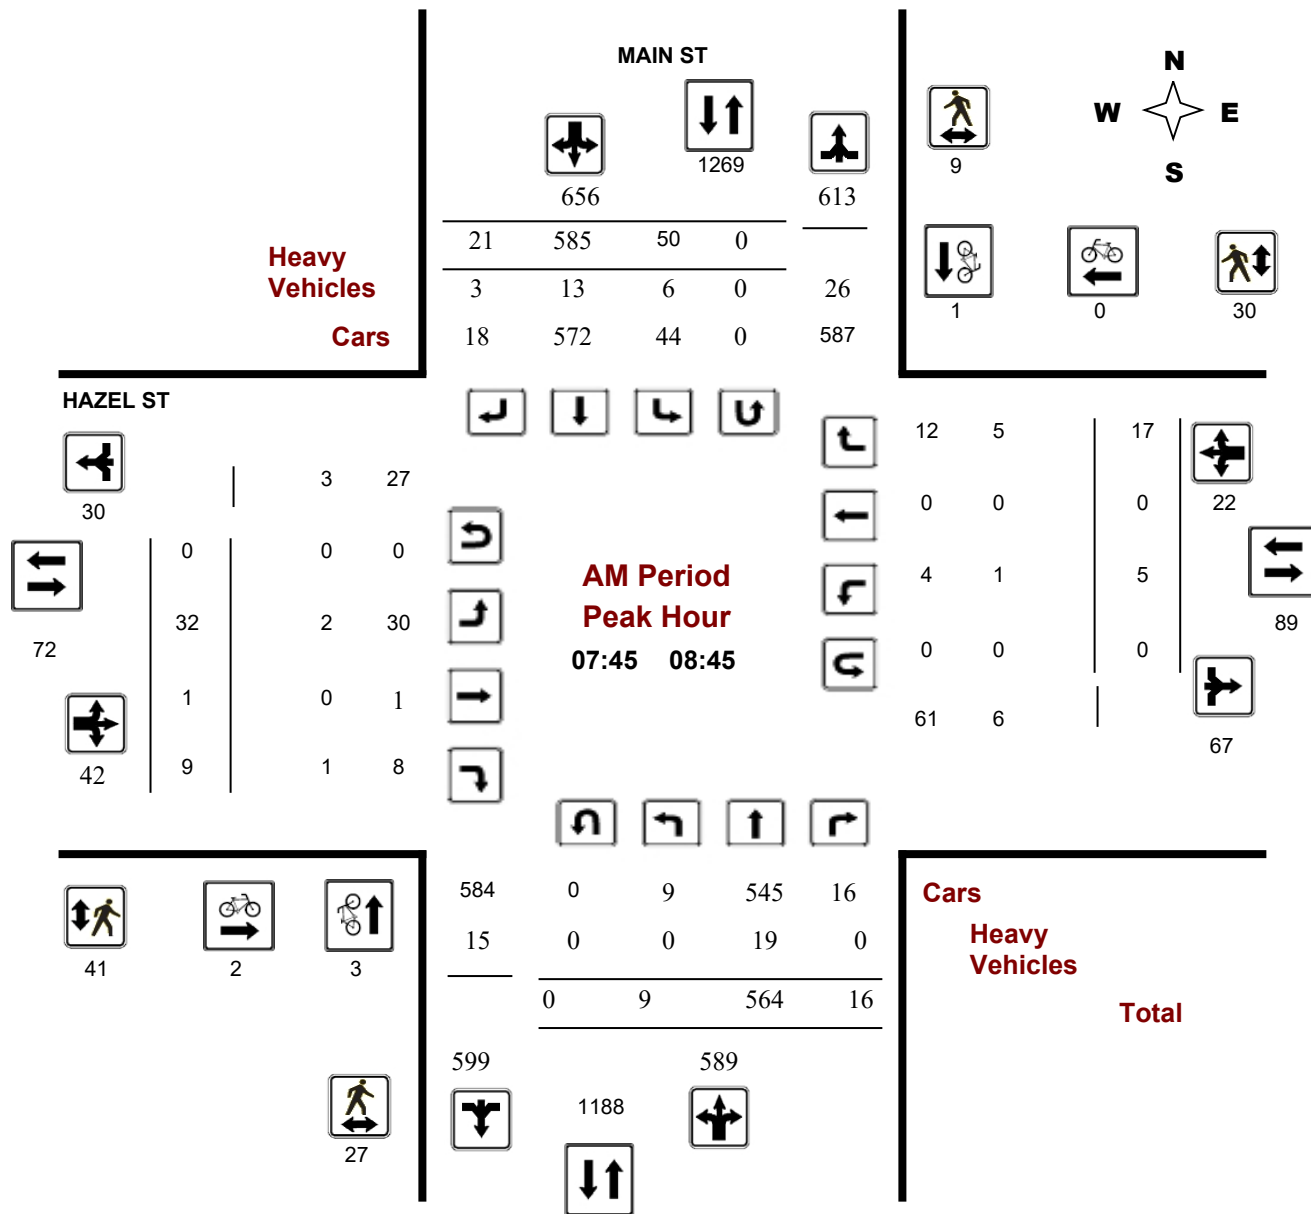 MAIN ST
N
W E
S
1269
9
656
613
21 585 50 0
Heavy
Vehicles
3 13 6 0 26
Cars
18 572 44 0 587
1 0 30
HAZEL ST
12 5 17
3 27
30
0 0 0
22
0 0 0
AM Period
Peak Hour
07:45 08:45
4 1 5
32 2 30
89
72
0 0 0
1 0 1
61 6
67
9 1 8
42
584 0 9 545 16
Cars
15 0 0 19 0
Heavy
Vehicles
41 2 3
0 9 564 16
Total
599 589
1188
27